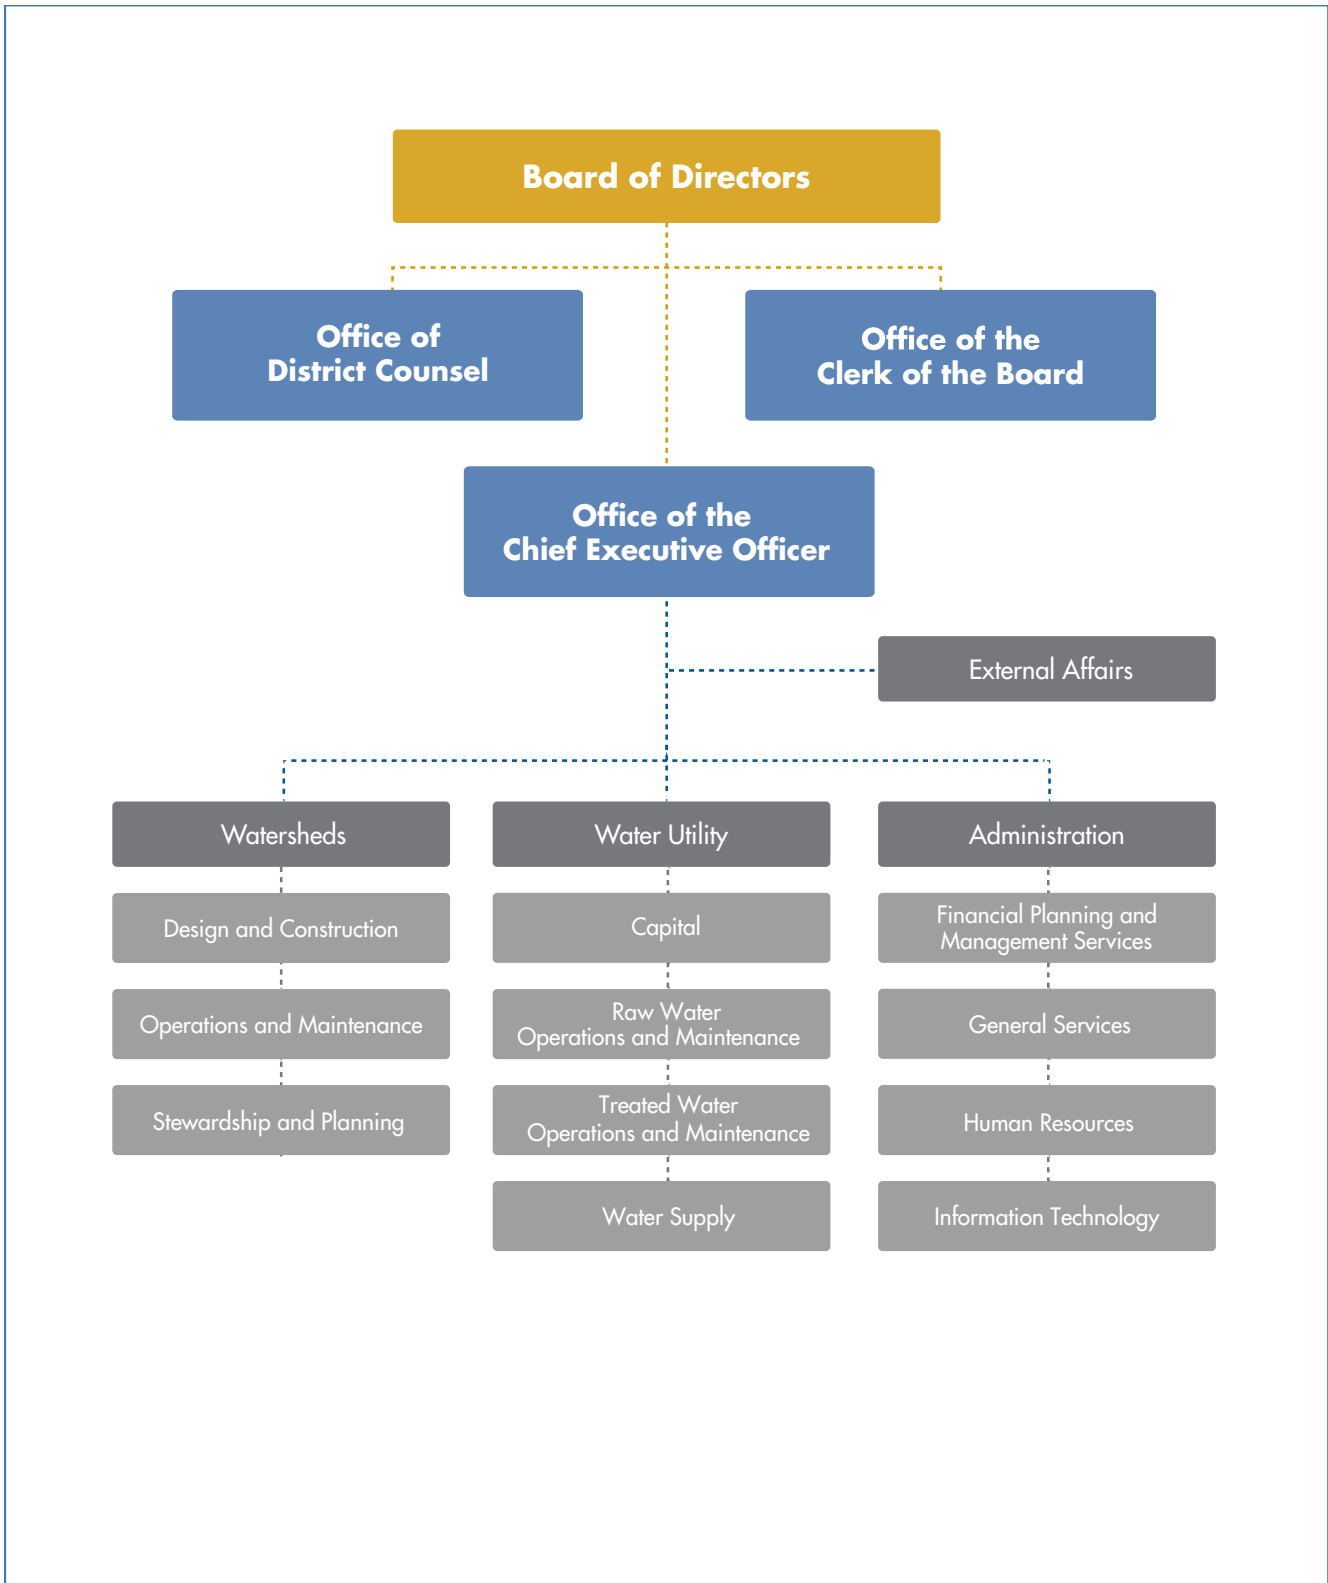 Board of Directors
Office of
District Counsel
Office of the
Clerk of the Board
Office of the
Chief Executive Officer
External Affairs
Watersheds
Design and Construction
Operations and Maintenance
Stewardship and Planning
Water Utility
Capital
Raw Water
Operations and Maintenance
Treated Water
Operations and Maintenance
Water Supply
Administration
Financial Planning and
Management Services
General Services
Human Resources
Information Technology